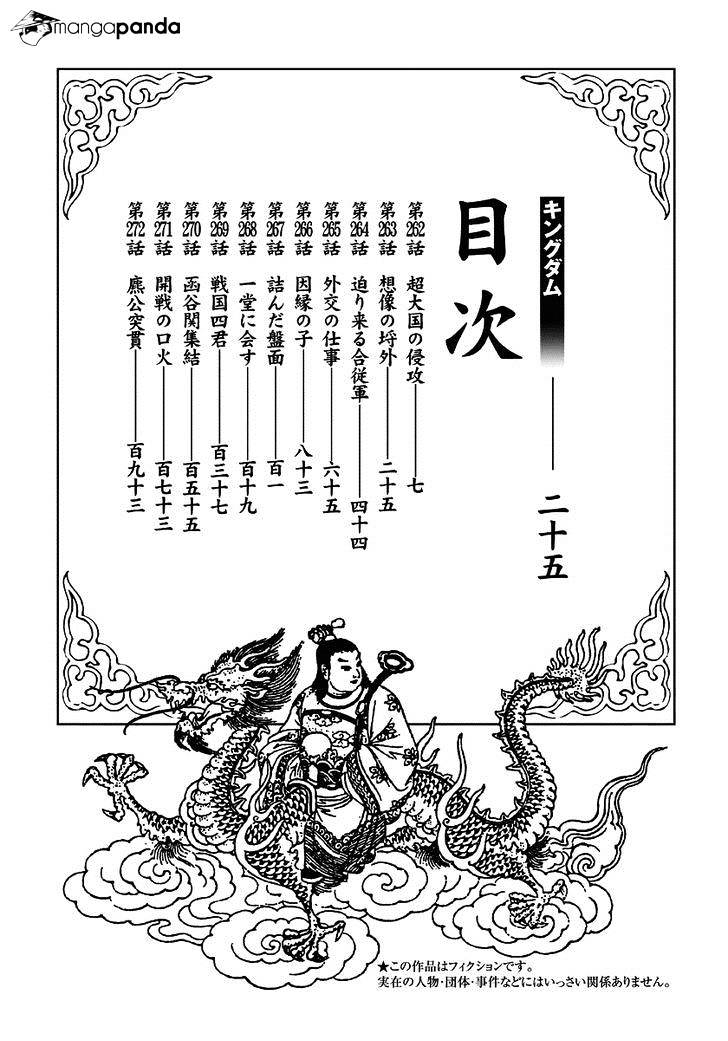 mangapanda
キングダム――二十五
目次
第262話 超大国の侵攻――七
第263話 想像の埒外――二十五
第264話 迫り来る合従軍――四十四
第265話 外交の仕事――六十五
第266話 因縁の子――八十三
第267話 詰んだ盤面――百一
第268話 一堂に会す――百十九
第269話 戦国四君――百三十七
第270話 函谷関集結――百五十五
第271話 開戦の口火――百七十三
第272話 麃公突貫――百九十三
★この作品はフィクションです。
実在の人物・団体・事件などにはいっさい関係ありません。